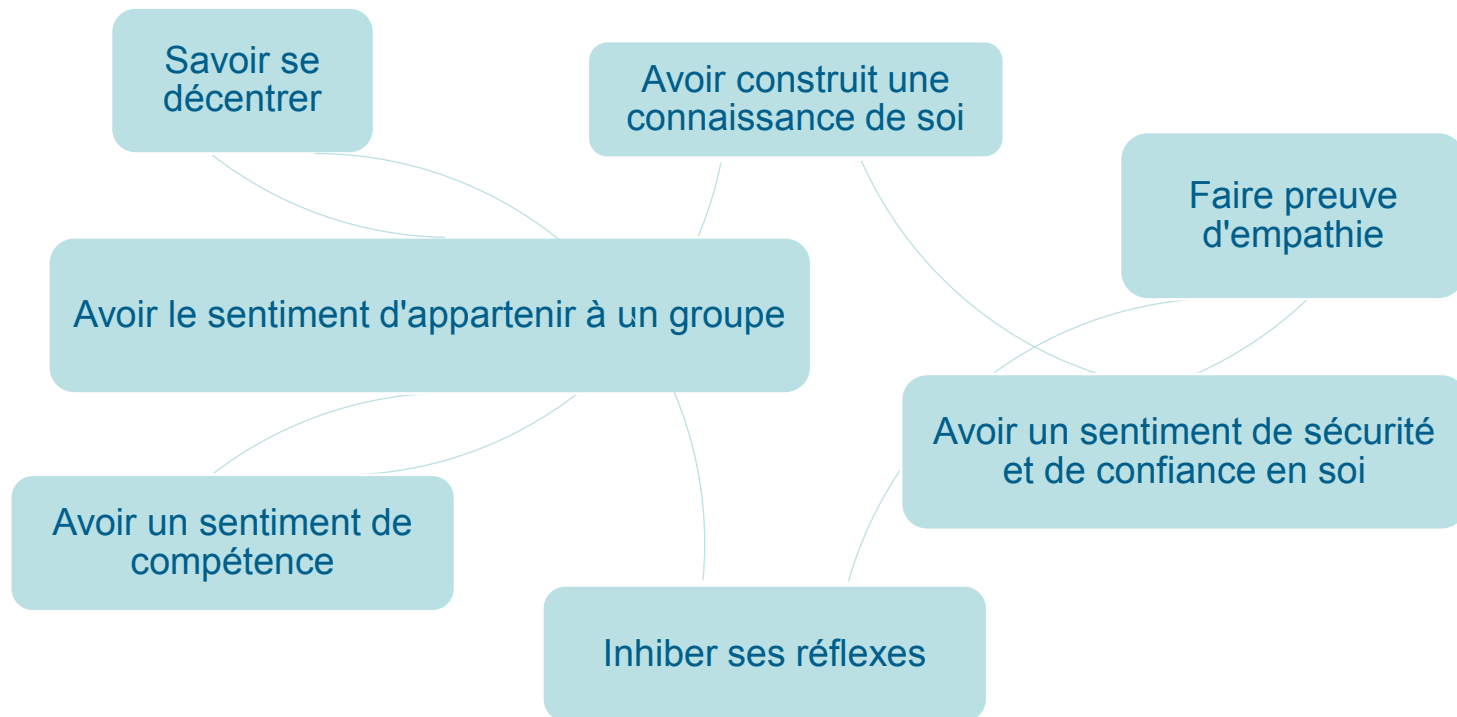 Savoir se
décentrer
Avoir construit une
connaissance de soi
Faire preuve
d'empathie
Avoir le sentiment d'appartenir à un groupe
Avoir un sentiment de sécurité
et de confiance en soi
Avoir un sentiment de
compétence
Inhiber ses réflexes